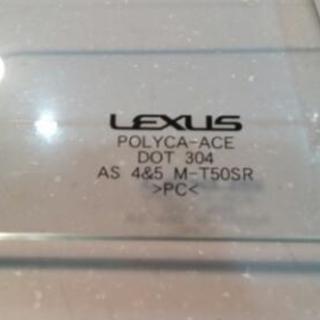 LEXUS
POLYCA-ACE
DOT 304
AS 4&5 M-T50SR
>PC<